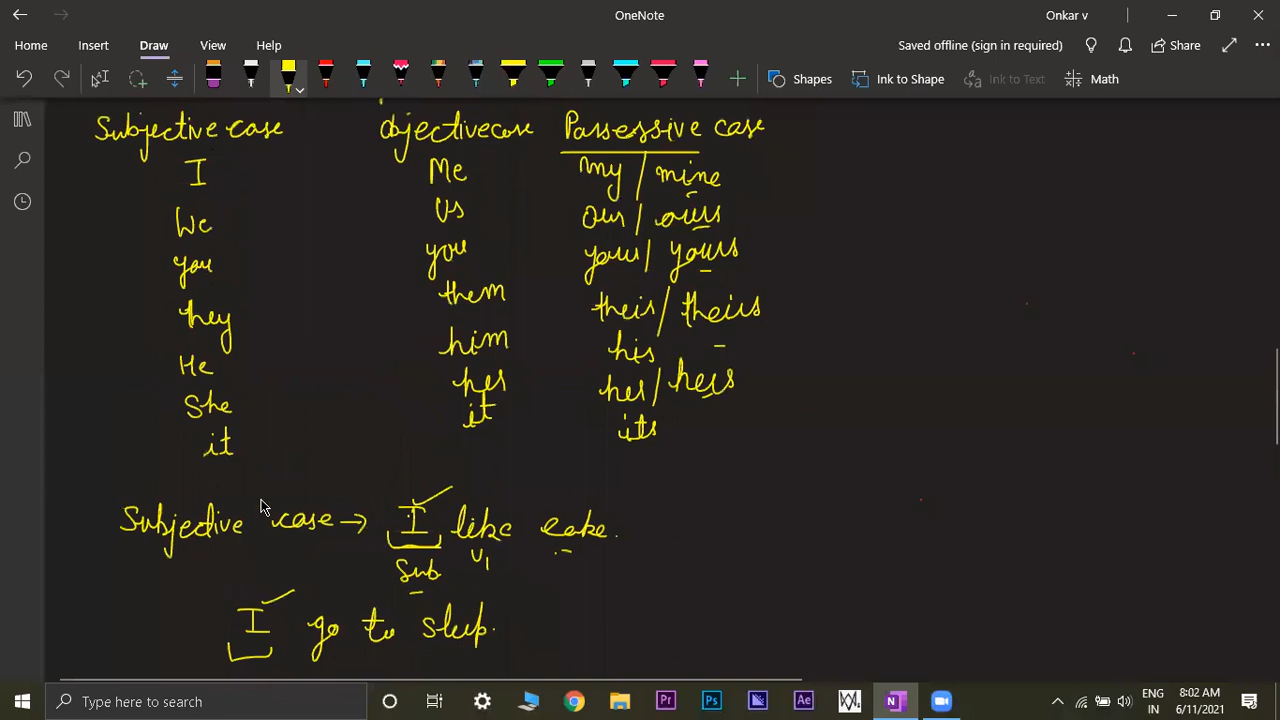 OneNote
Onkar v
Home Insert Draw View Help
Saved offline (sign in required)
Share
Shapes
Ink to Shape
Ink to Text
Math
Subjective case objective case Possessive case
I Me my / mine
We Us our / ours
you you your / yours
they them their / theirs
He him his
She her her / hers
it it its
Subjective case → I like cake.
Sub V1
I go to sleep.
Type here to search
ENG
IN
8:02 AM
6/11/2021